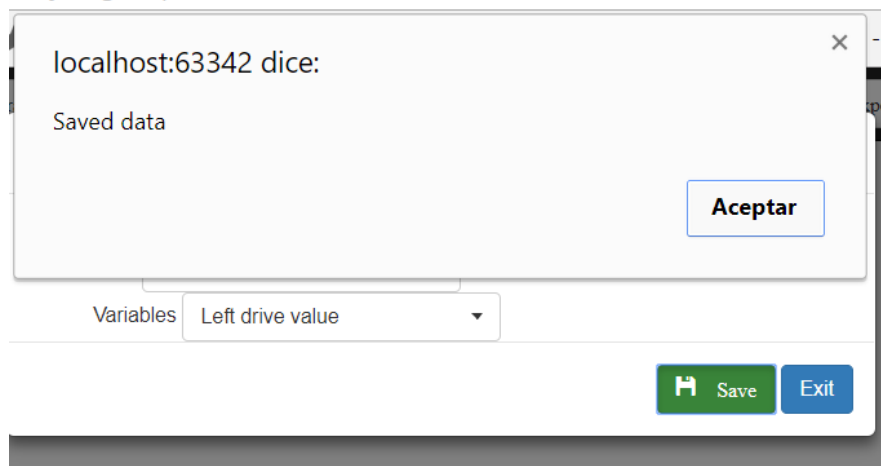 localhost:63342 dice:
Saved data
Aceptar
Variables Left drive value
Save Exit